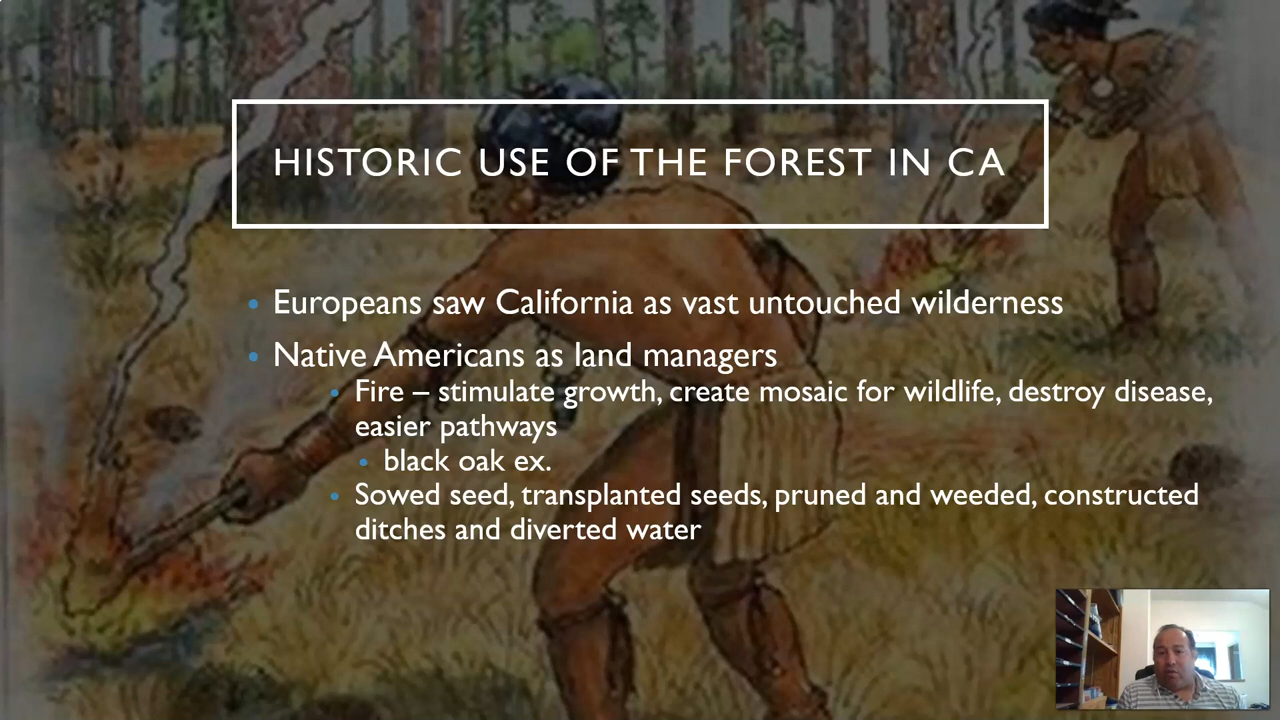 HISTORIC USE OF THE FOREST IN CA
Europeans saw California as vast untouched wilderness
Native Americans as land managers
Fire – stimulate growth, create mosaic for wildlife, destroy disease,
easier pathways
black oak ex.
Sowed seed, transplanted seeds, pruned and weeded, constructed
ditches and diverted water